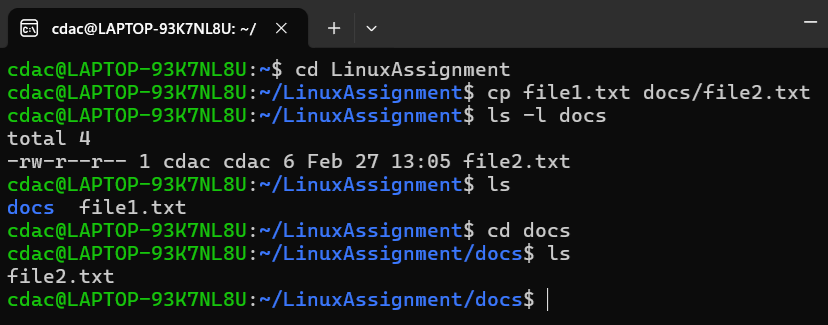 cdac@LAPTOP-93K7NL8U: ~/
cdac@LAPTOP-93K7NL8U:~$ cd LinuxAssignment
cdac@LAPTOP-93K7NL8U:~/LinuxAssignment$ cp file1.txt docs/file2.txt
cdac@LAPTOP-93K7NL8U:~/LinuxAssignment$ ls -l docs
total 4
-rw-r--r-- 1 cdac cdac 6 Feb 27 13:05 file2.txt
cdac@LAPTOP-93K7NL8U:~/LinuxAssignment$ ls
docs  file1.txt
cdac@LAPTOP-93K7NL8U:~/LinuxAssignment$ cd docs
cdac@LAPTOP-93K7NL8U:~/LinuxAssignment/docs$ ls
file2.txt
cdac@LAPTOP-93K7NL8U:~/LinuxAssignment/docs$